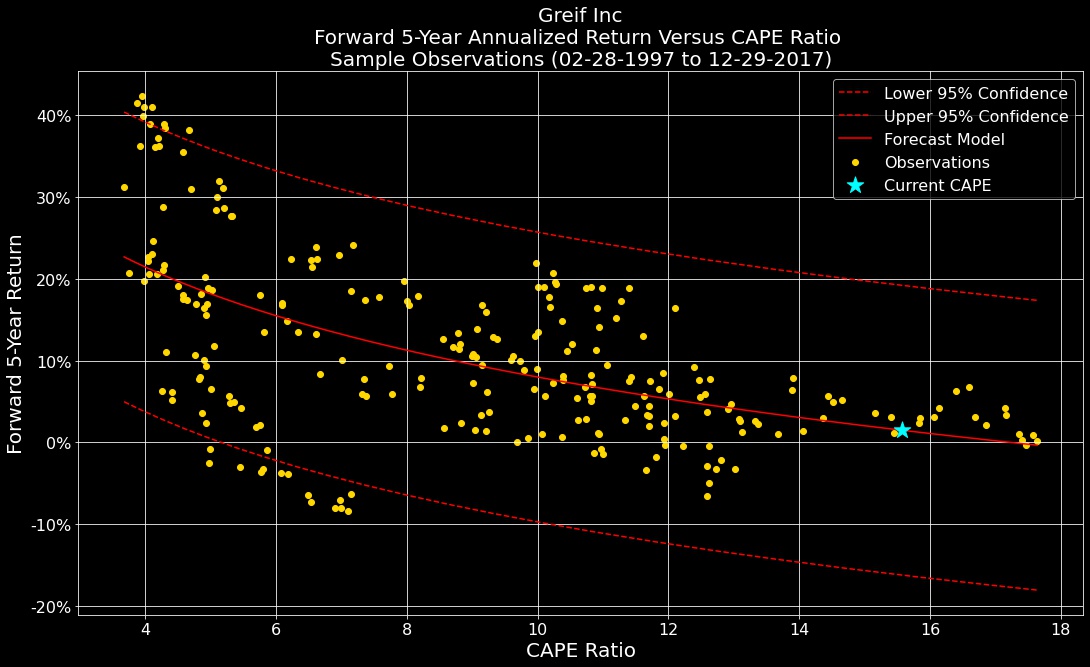 Greif Inc
Forward 5-Year Annualized Return Versus CAPE Ratio
Sample Observations (02-28-1997 to 12-29-2017)
Lower 95% Confidence
Upper 95% Confidence
Forecast Model
Observations
Current CAPE
Forward 5-Year Return
40%
30%
20%
10%
0%
-10%
-20%
4 6 8 10 12 14 16 18
CAPE Ratio